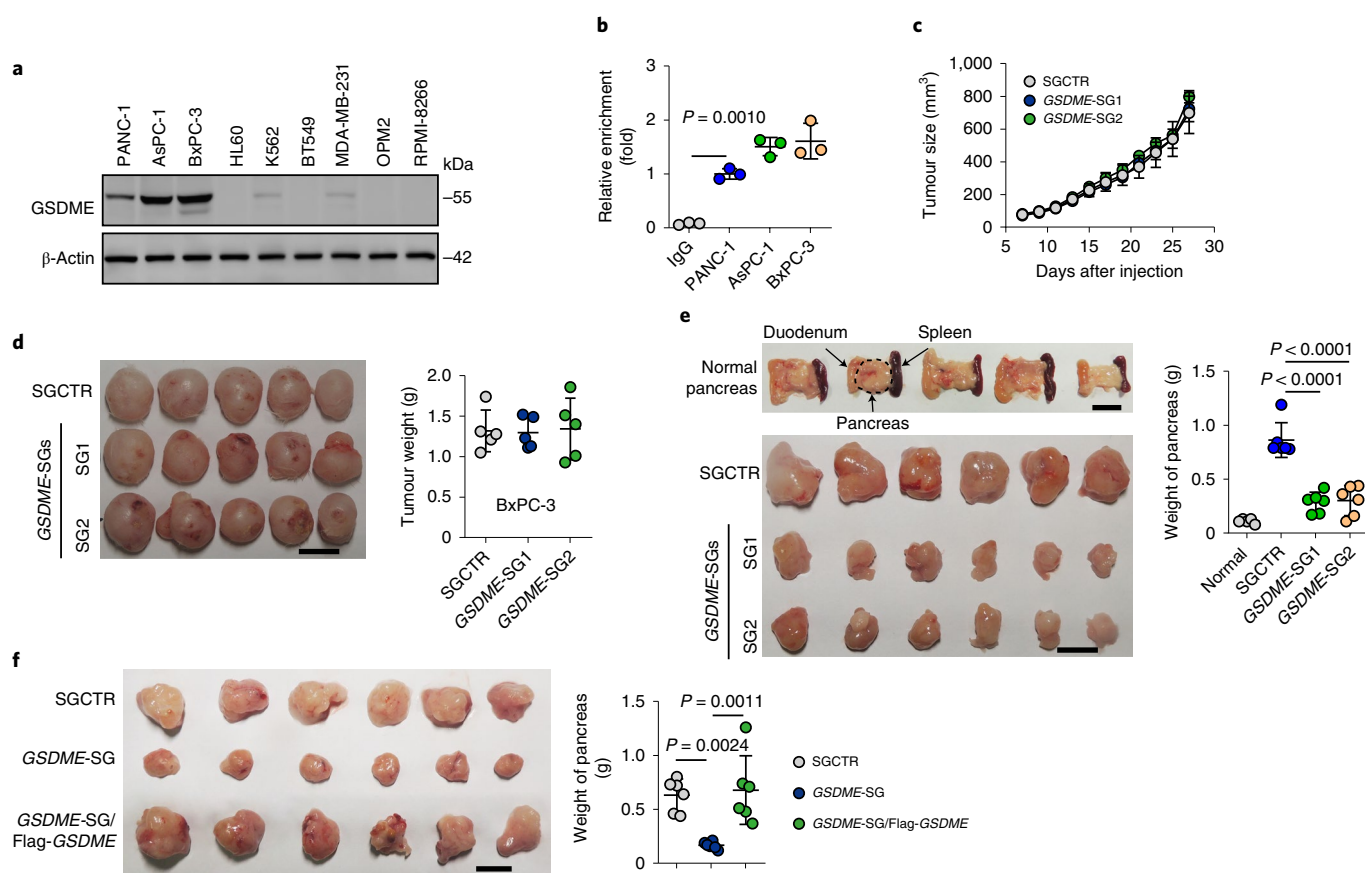 a
PANC-1
AsPC-1
BxPC-3
HL60
K562
BT549
MDA-MB-231
OPM2
RPMI-8266
kDa
GSDME
–55
β-Actin
–42
b
Relative enrichment
(fold)
3
2
1
0
P = 0.0010
IgG
PANC-1
AsPC-1
BxPC-3
c
Tumour size (mm³)
1,000
800
600
400
200
0
SGCTR
GSDME-SG1
GSDME-SG2
5
10
15
20
25
30
Days after injection
d
SGCTR
GSDME-SGs
SG1
SG2
Tumour weight (g)
2.0
1.5
1.0
0.5
0
BxPC-3
SGCTR
GSDME-SG1
GSDME-SG2
e
Duodenum
Spleen
Normal
pancreas
Pancreas
SGCTR
GSDME-SGs
SG1
SG2
Weight of pancreas (g)
1.5
1.0
0.5
0
P < 0.0001
P < 0.0001
Normal
SGCTR
GSDME-SG1
GSDME-SG2
f
SGCTR
GSDME-SG
GSDME-SG/
Flag-GSDME
Weight of pancreas
(g)
1.5
1.0
0.5
0
P = 0.0011
P = 0.0024
SGCTR
GSDME-SG
GSDME-SG/Flag-GSDME